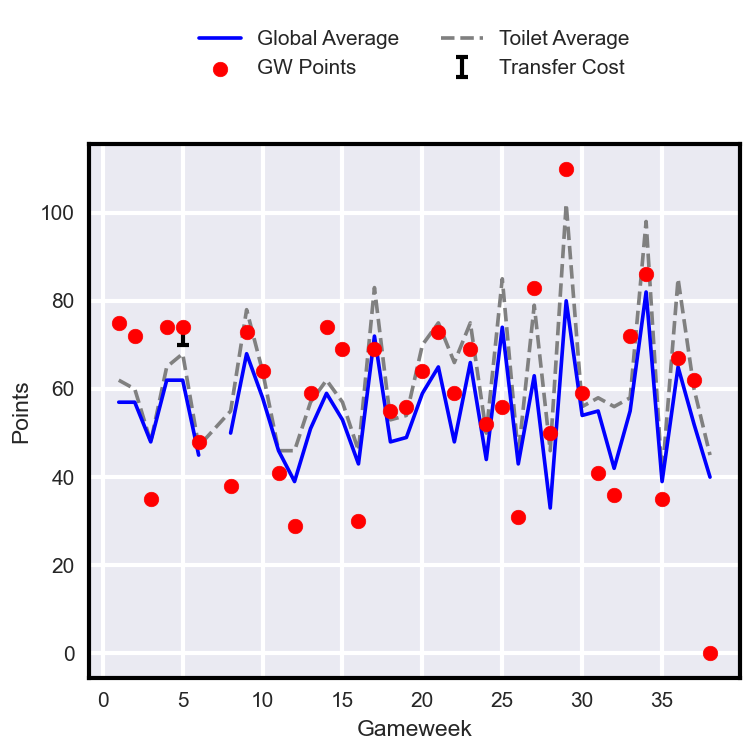 Global Average
Toilet Average
GW Points
Transfer Cost
100
80
60
40
20
0
Points
0 5 10 15 20 25 30 35
Gameweek